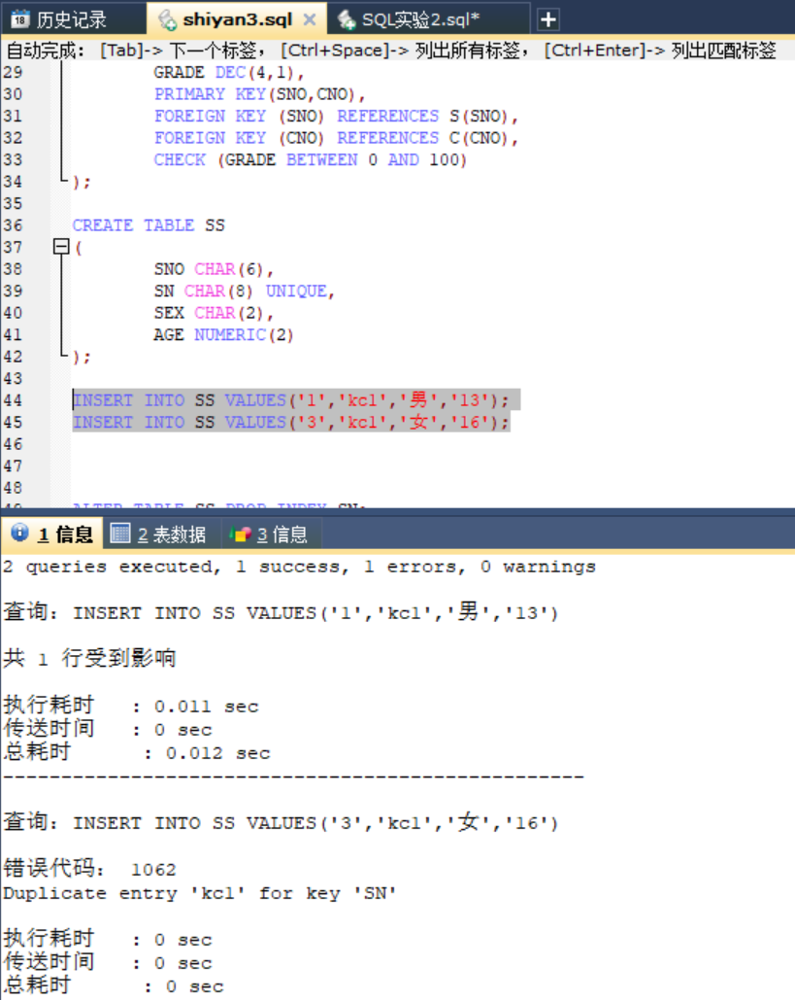 历史记录 shiyan3.sql SQL实验2.sql*
自动完成： [Tab]-> 下一个标签， [Ctrl+Space]-> 列出所有标签， [Ctrl+Enter]-> 列出匹配标签
29 GRADE DEC(4,1),
30 PRIMARY KEY(SNO,CNO),
31 FOREIGN KEY (SNO) REFERENCES S(SNO),
32 FOREIGN KEY (CNO) REFERENCES C(CNO),
33 CHECK (GRADE BETWEEN 0 AND 100)
34 );
35
36 CREATE TABLE SS
37 (
38 SNO CHAR(6),
39 SN CHAR(8) UNIQUE,
40 SEX CHAR(2),
41 AGE NUMERIC(2)
42 );
43
44 INSERT INTO SS VALUES('1','kc1','男','13');
45 INSERT INTO SS VALUES('3','kc1','女','16');
46
47
48
49 ALTER TABLE SS DROP INDEX SN;
1 信息 2 表数据 3 信息
2 queries executed, 1 success, 1 errors, 0 warnings
查询：INSERT INTO SS VALUES('1','kc1','男','13')
共 1 行受到影响
执行耗时 : 0.011 sec
传送时间 : 0 sec
总耗时 : 0.012 sec
--------------------------------------------------
查询：INSERT INTO SS VALUES('3','kc1','女','16')
错误代码： 1062
Duplicate entry 'kc1' for key 'SN'
执行耗时 : 0 sec
传送时间 : 0 sec
总耗时 : 0 sec